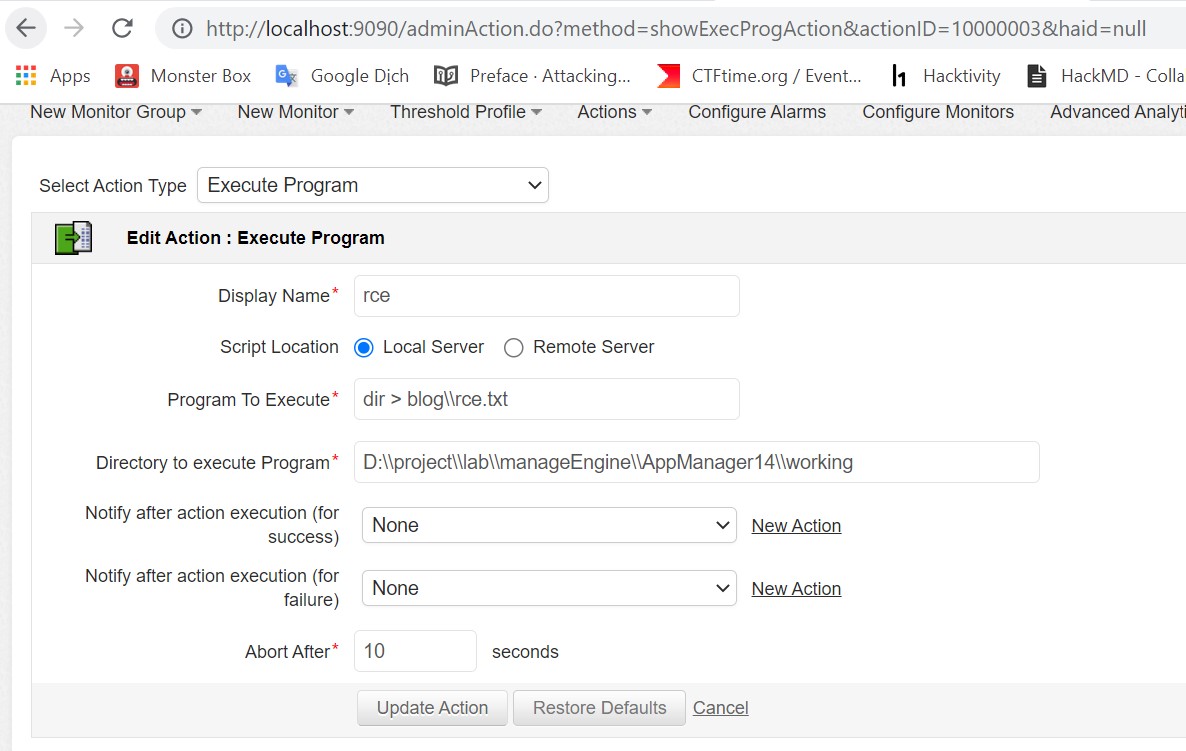 http://localhost:9090/adminAction.do?method=showExecProgAction&actionID=10000003&haid=null
Apps Monster Box Google Dịch Preface · Attacking... CTFtime.org / Event... Hacktivity HackMD - Colla
New Monitor Group New Monitor Threshold Profile Actions Configure Alarms Configure Monitors Advanced Analyti
Select Action Type Execute Program
Edit Action : Execute Program
Display Name* rce
Script Location Local Server Remote Server
Program To Execute* dir > blog\\rce.txt
Directory to execute Program* D:\\project\\lab\\manageEngine\\AppManager14\\working
Notify after action execution (for
success) None New Action
Notify after action execution (for
failure) None New Action
Abort After* 10 seconds
Update Action Restore Defaults Cancel